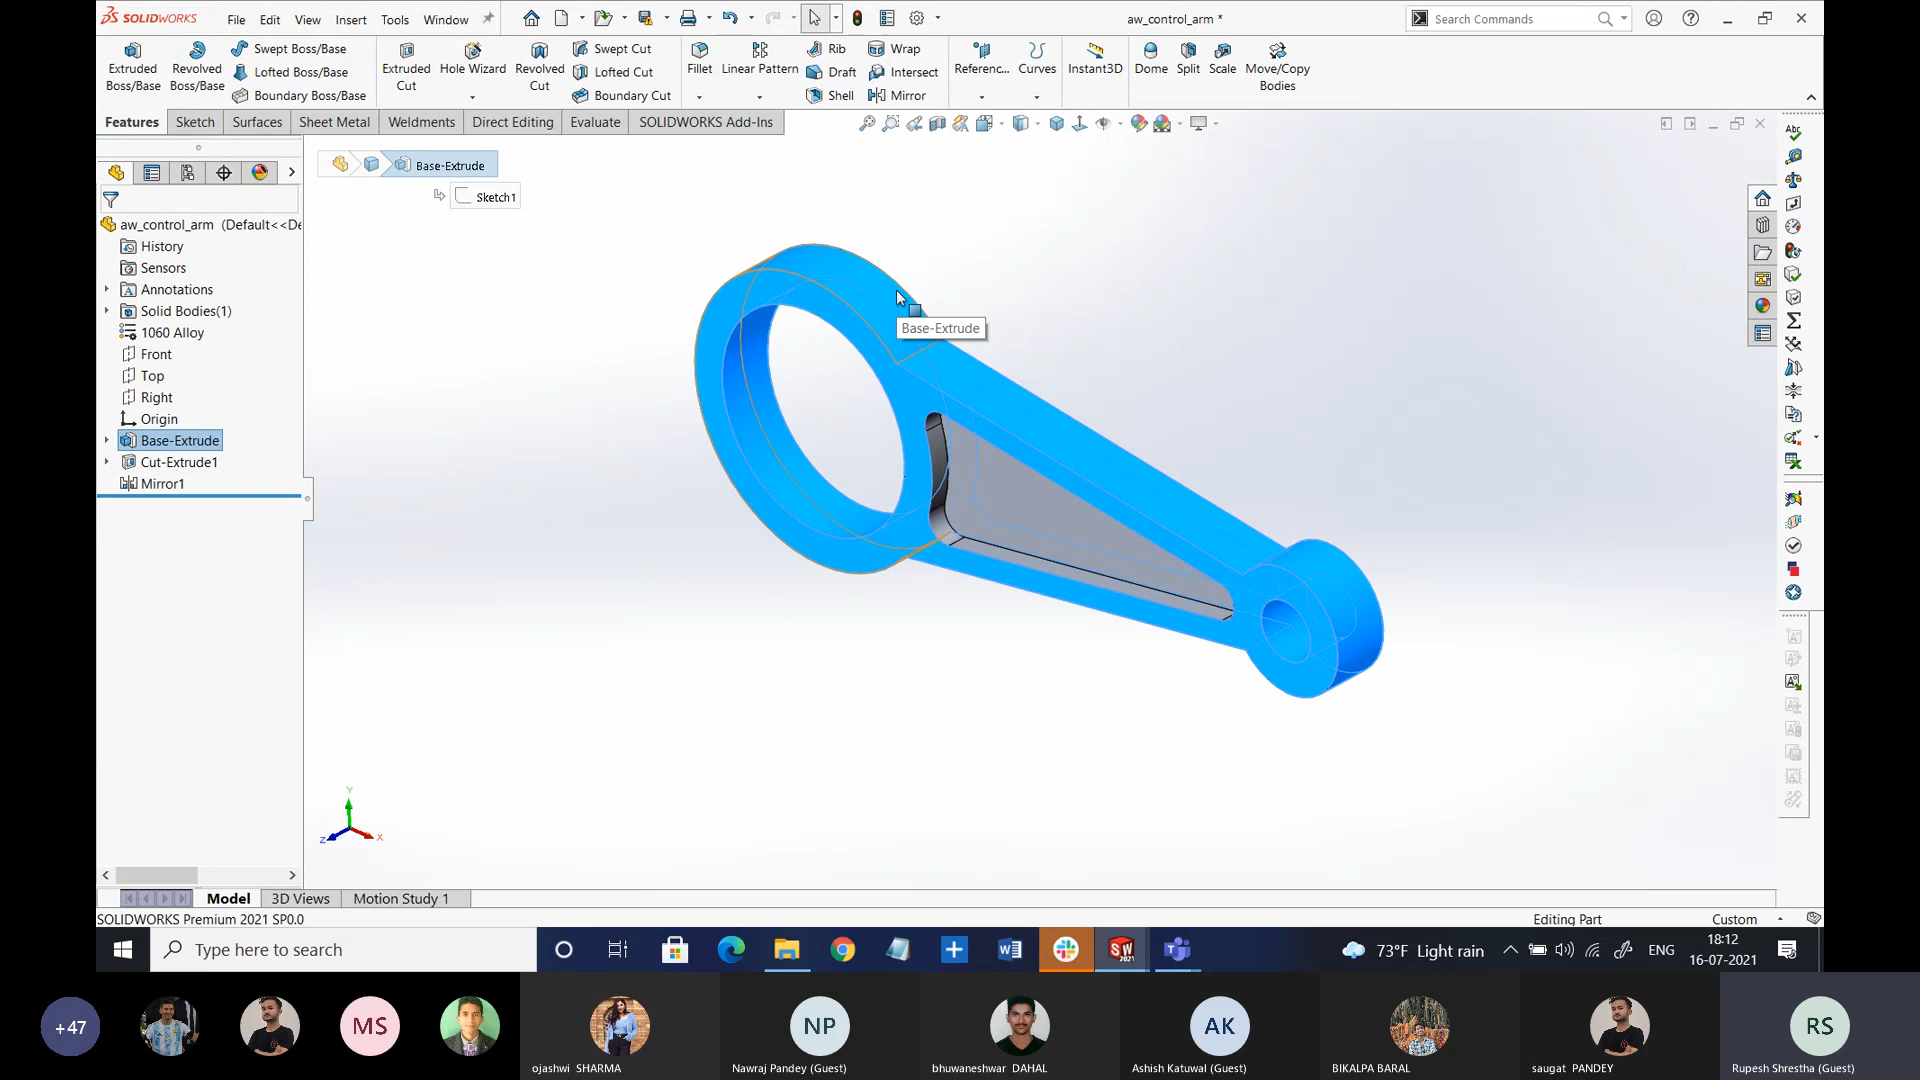 SOLIDWORKS File Edit View Insert Tools Window aw_control_arm * Search Commands
Extruded Boss/Base Revolved Boss/Base Swept Boss/Base Lofted Boss/Base Boundary Boss/Base Extruded Cut Hole Wizard Revolved Cut Swept Cut Lofted Cut Boundary Cut Fillet Linear Pattern Rib Draft Shell Wrap Intersect Mirror Referenc... Curves Instant3D Dome Split Scale Move/Copy Bodies
Features Sketch Surfaces Sheet Metal Weldments Direct Editing Evaluate SOLIDWORKS Add-Ins
Base-Extrude
Sketch1
aw_control_arm (Default<<De
History
Sensors
Annotations
Solid Bodies(1)
1060 Alloy
Front
Top
Right
Origin
Base-Extrude
Cut-Extrude1
Mirror1
Base-Extrude
Y
Z X
Model 3D Views Motion Study 1
SOLIDWORKS Premium 2021 SP0.0 Editing Part Custom
Type here to search 73°F Light rain ENG 18:12
16-07-2021
+47 MS NP AK RS
ojashwi SHARMA Nawraj Pandey (Guest) bhuwaneshwar DAHAL Ashish Katuwal (Guest) BIKALPA BARAL saugat PANDEY Rupesh Shrestha (Guest)